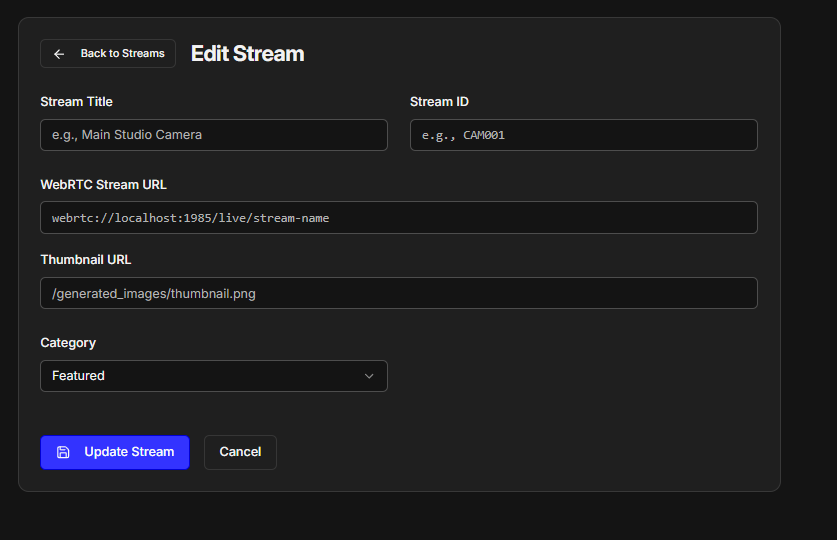 Back to Streams
Edit Stream
Stream Title
Stream ID
e.g., Main Studio Camera
e.g., CAM001
WebRTC Stream URL
webrtc://localhost:1985/live/stream-name
Thumbnail URL
/generated_images/thumbnail.png
Category
Featured
Update Stream
Cancel